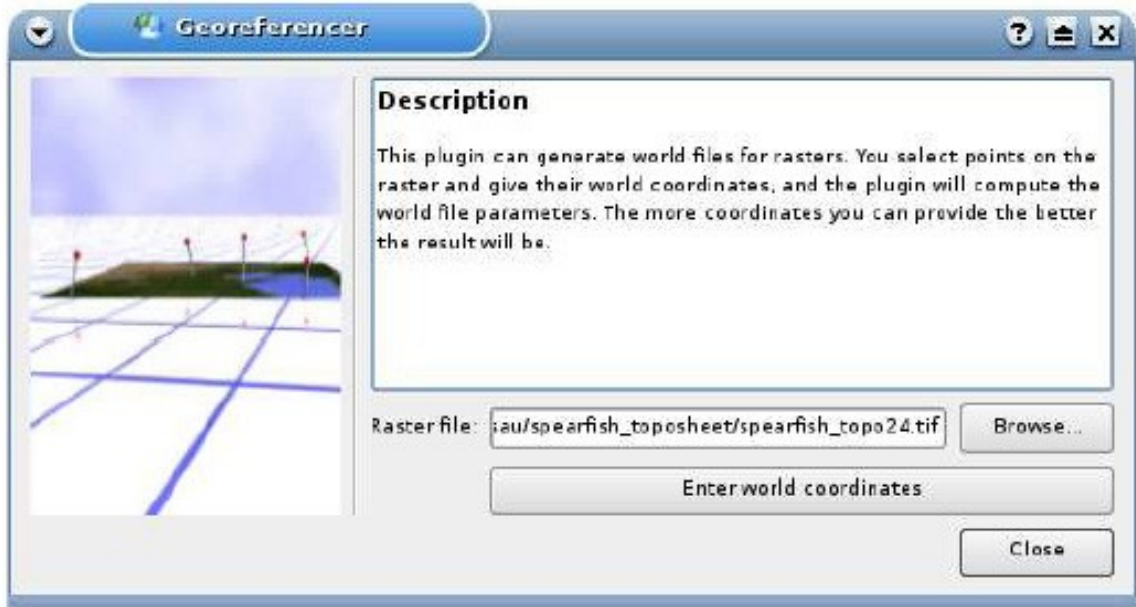 Georeferencer
Description
This plugin can generate world files for rasters. You select points on the
raster and give their world coordinates, and the plugin will compute the
world file parameters. The more coordinates you can provide the better
the result will be.
Raster file: sau/spearfish_toposheet/spearfish_topo24.tif Browse...
Enter world coordinates
Close